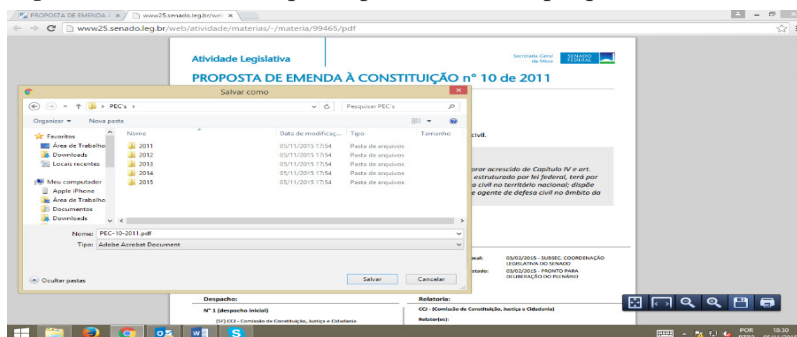 PROPOSTA DE EMENDA
www25.senado.leg.br/wel
www25.senado.leg.br/web/atividade/materias/-/materia/99465/pdf
Atividade Legislativa
Secretaria-Geral da Mesa
SENADO FEDERAL
PROPOSTA DE EMENDA À CONSTITUIÇÃO nº 10 de 2011
Salvar como
PEC's
Pesquisar PEC's
Organizar
Nova pasta
Favoritos
Área de Trabalho
Downloads
Locais recentes
Meu computador
Apple iPhone
Área de Trabalho
Documentos
Downloads
Nome Data de modificaç... Tipo Tamanho
2011 05/11/2015 17:54 Pasta de arquivos
2012 05/11/2015 17:54 Pasta de arquivos
2013 05/11/2015 17:54 Pasta de arquivos
2014 05/11/2015 17:54 Pasta de arquivos
2015 05/11/2015 17:54 Pasta de arquivos
Nome: PEC-10-2011.pdf
Tipo: Adobe Acrobat Document
Ocultar pastas
Salvar
Cancelar
civil.
orar acrescido de Capítulo IV e art.
estruturado por lei federal, terá por
a civil no território nacional; dispõe
e agente de defesa civil no âmbito da
03/02/2015 - SUBSEC. COORDENAÇÃO
LEGISLATIVA DO SENADO
03/02/2015 - PRONTO PARA
DELIBERAÇÃO DO PLENÁRIO
Despacho:
Relatoria:
Nº 1 (despacho inicial)
CCJ - (Comissão de Constituição, Justiça e Cidadania)
(SF) CCJ - Comissão de Constituição, Justiça e Cidadania
Relator(es):
POR
18:30
05/11/2015